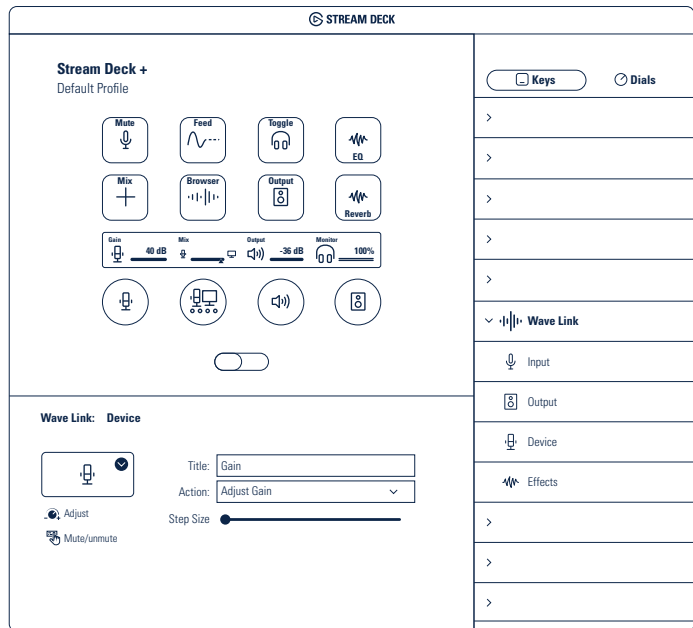 STREAM DECK
Stream Deck +
Default Profile
Keys Dials
Mute Feed Toggle EQ
Mix Browser Output Reverb
Gain 40 dB Mix Output -36 dB Monitor 100%
Wave Link
Input
Output
Device
Effects
Wave Link: Device
Title: Gain
Action: Adjust Gain
Step Size
Adjust
Mute/unmute